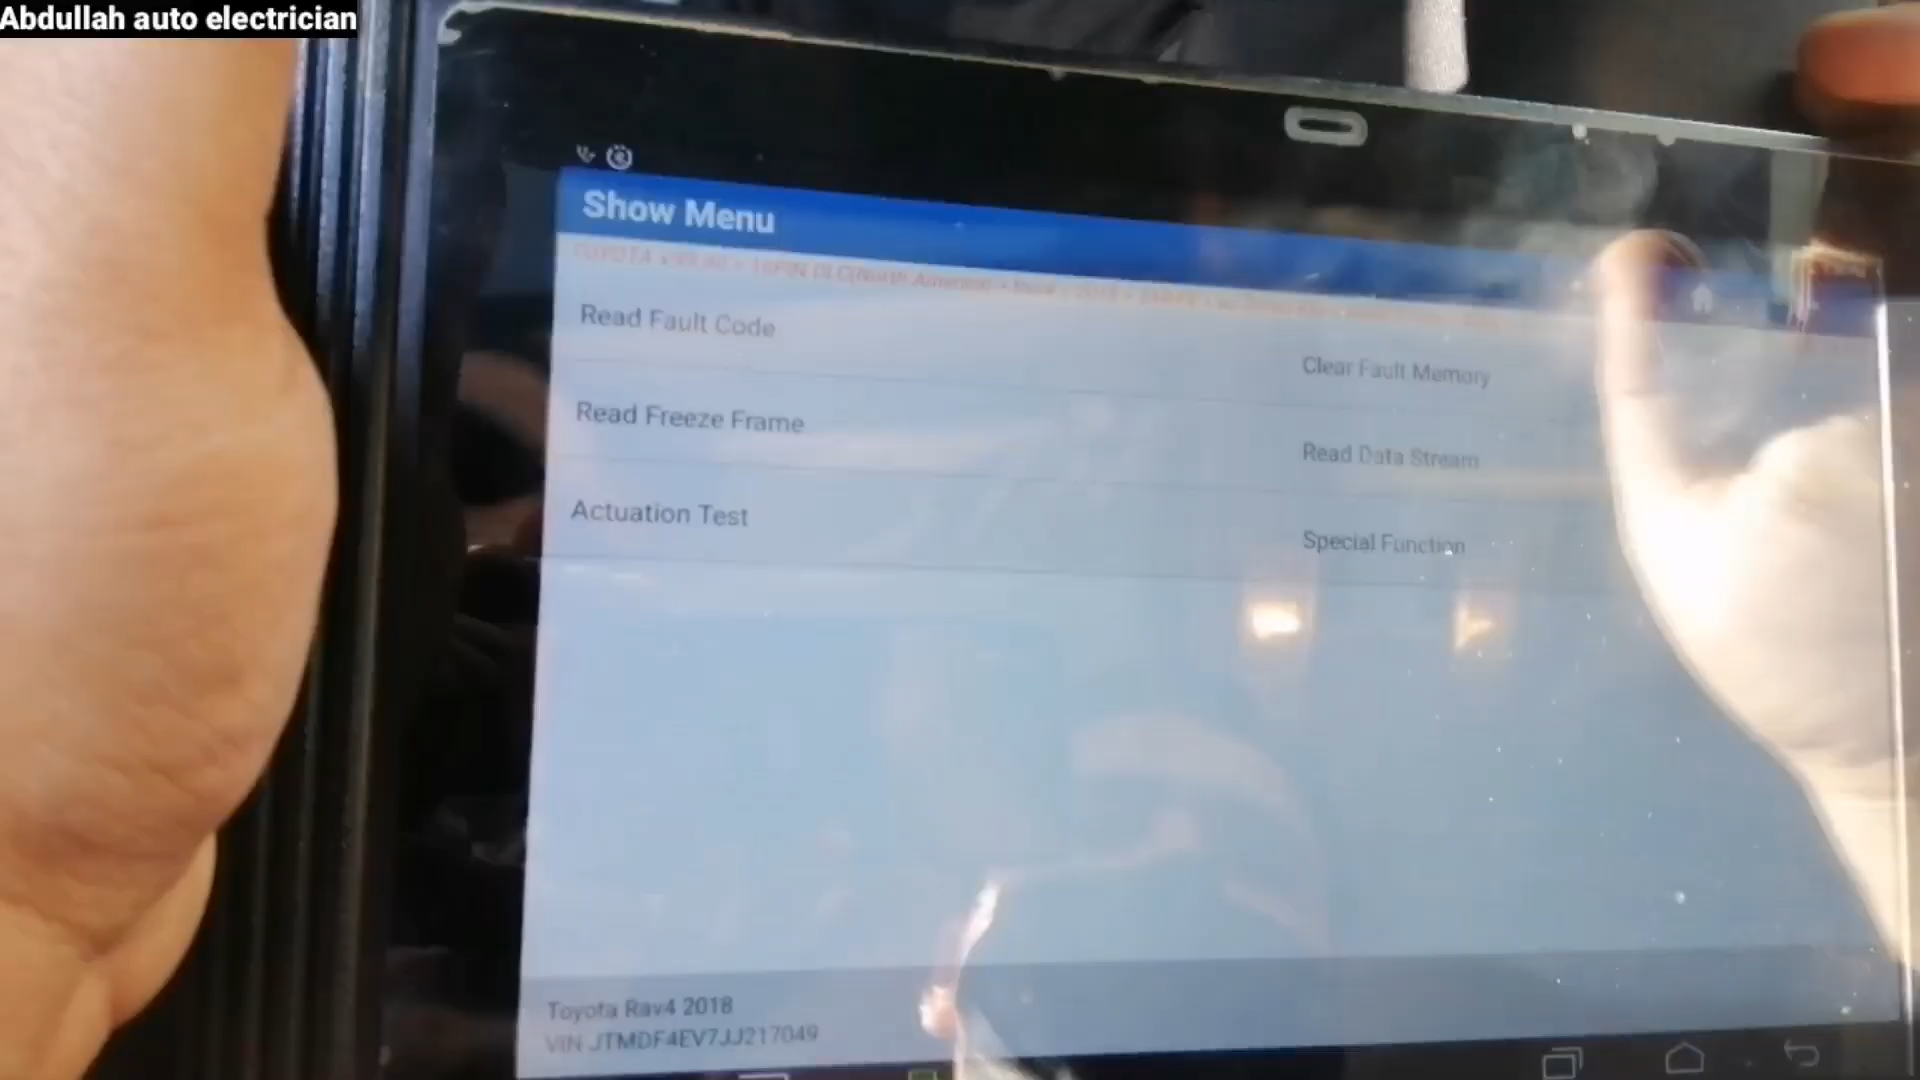 Abdullah auto electrician
Show Menu
Read Fault Code
Clear Fault Memory
Read Freeze Frame
Read Data Stream
Actuation Test
Special Function
Toyota Rav4 2018
VIN JTMDF4EV7JJ217049